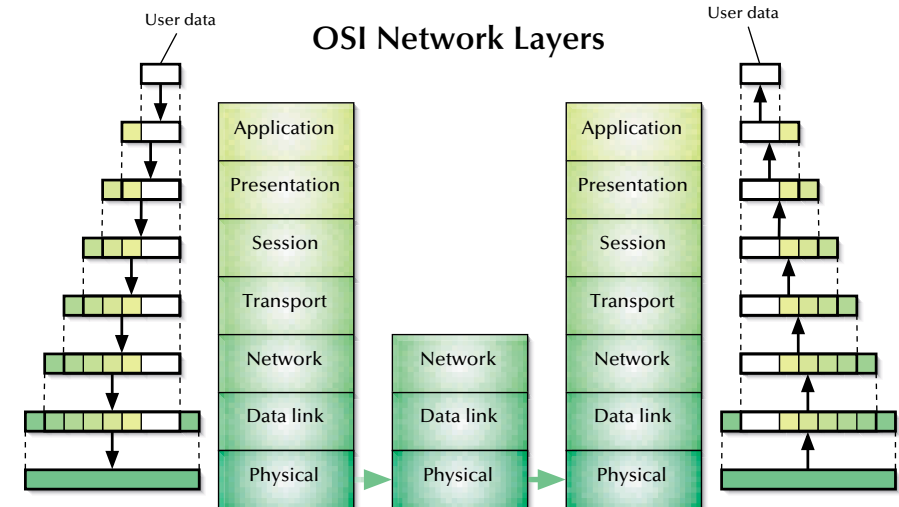 User data
OSI Network Layers
User data
Application
Presentation
Session
Transport
Network
Data link
Physical
Network
Data link
Physical
Application
Presentation
Session
Transport
Network
Data link
Physical